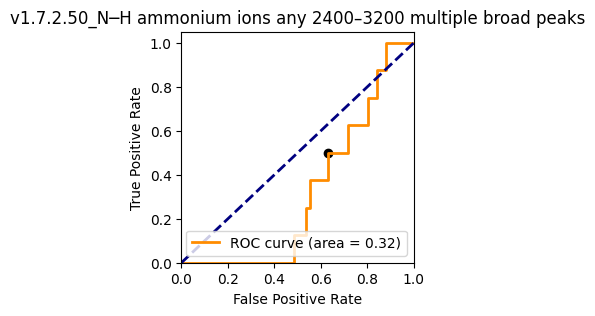 v1.7.2.50_N─H ammonium ions any 2400–3200 multiple broad peaks
1.0
0.8
0.6
0.4
0.2
0.0
True Positive Rate
ROC curve (area = 0.32)
0.0 0.2 0.4 0.6 0.8 1.0
False Positive Rate